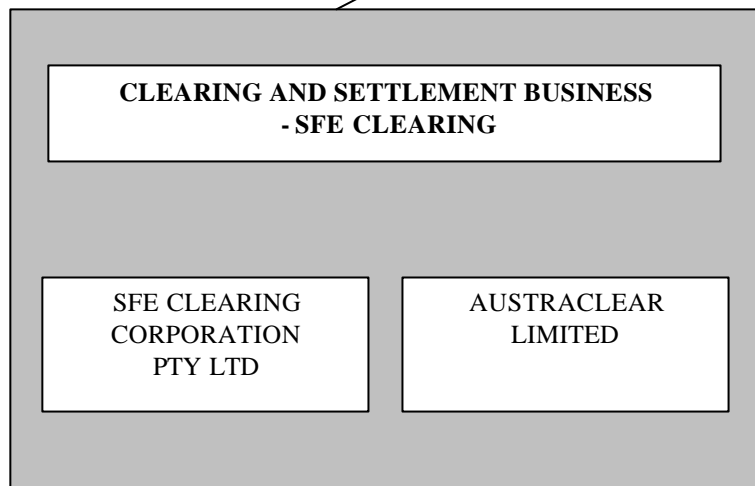 CLEARING AND SETTLEMENT BUSINESS
- SFE CLEARING
SFE CLEARING
CORPORATION
PTY LTD
AUSTRACLEAR
LIMITED